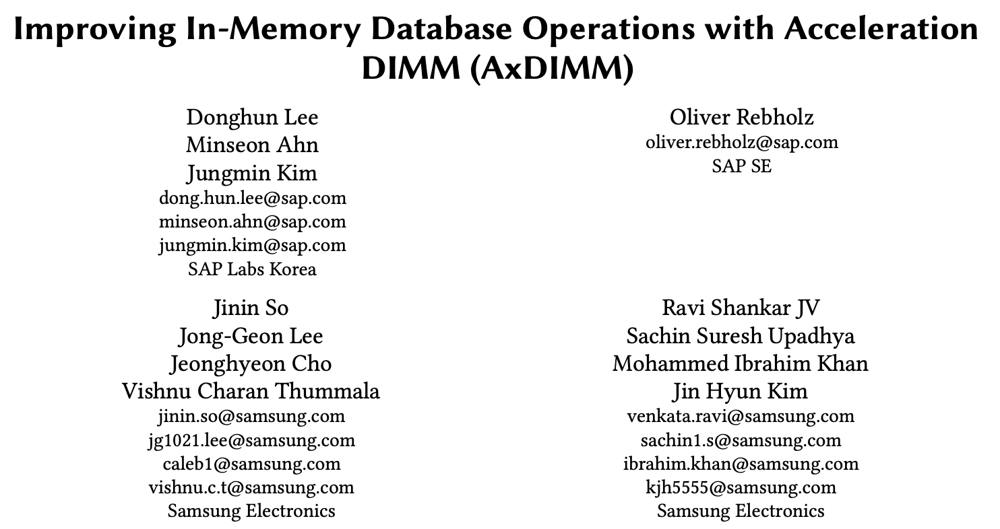 Improving In-Memory Database Operations with Acceleration
DIMM (AxDIMM)
Donghun Lee
Minseon Ahn
Jungmin Kim
dong.hun.lee@sap.com
minseon.ahn@sap.com
jungmin.kim@sap.com
SAP Labs Korea
Oliver Rebholz
oliver.rebholz@sap.com
SAP SE
Jinin So
Jong-Geon Lee
Jeonghyeon Cho
Vishnu Charan Thummala
jinin.so@samsung.com
jg1021.lee@samsung.com
caleb1@samsung.com
vishnu.c.t@samsung.com
Samsung Electronics
Ravi Shankar JV
Sachin Suresh Upadhya
Mohammed Ibrahim Khan
Jin Hyun Kim
venkata.ravi@samsung.com
sachin1.s@samsung.com
ibrahim.khan@samsung.com
kjh5555@samsung.com
Samsung Electronics